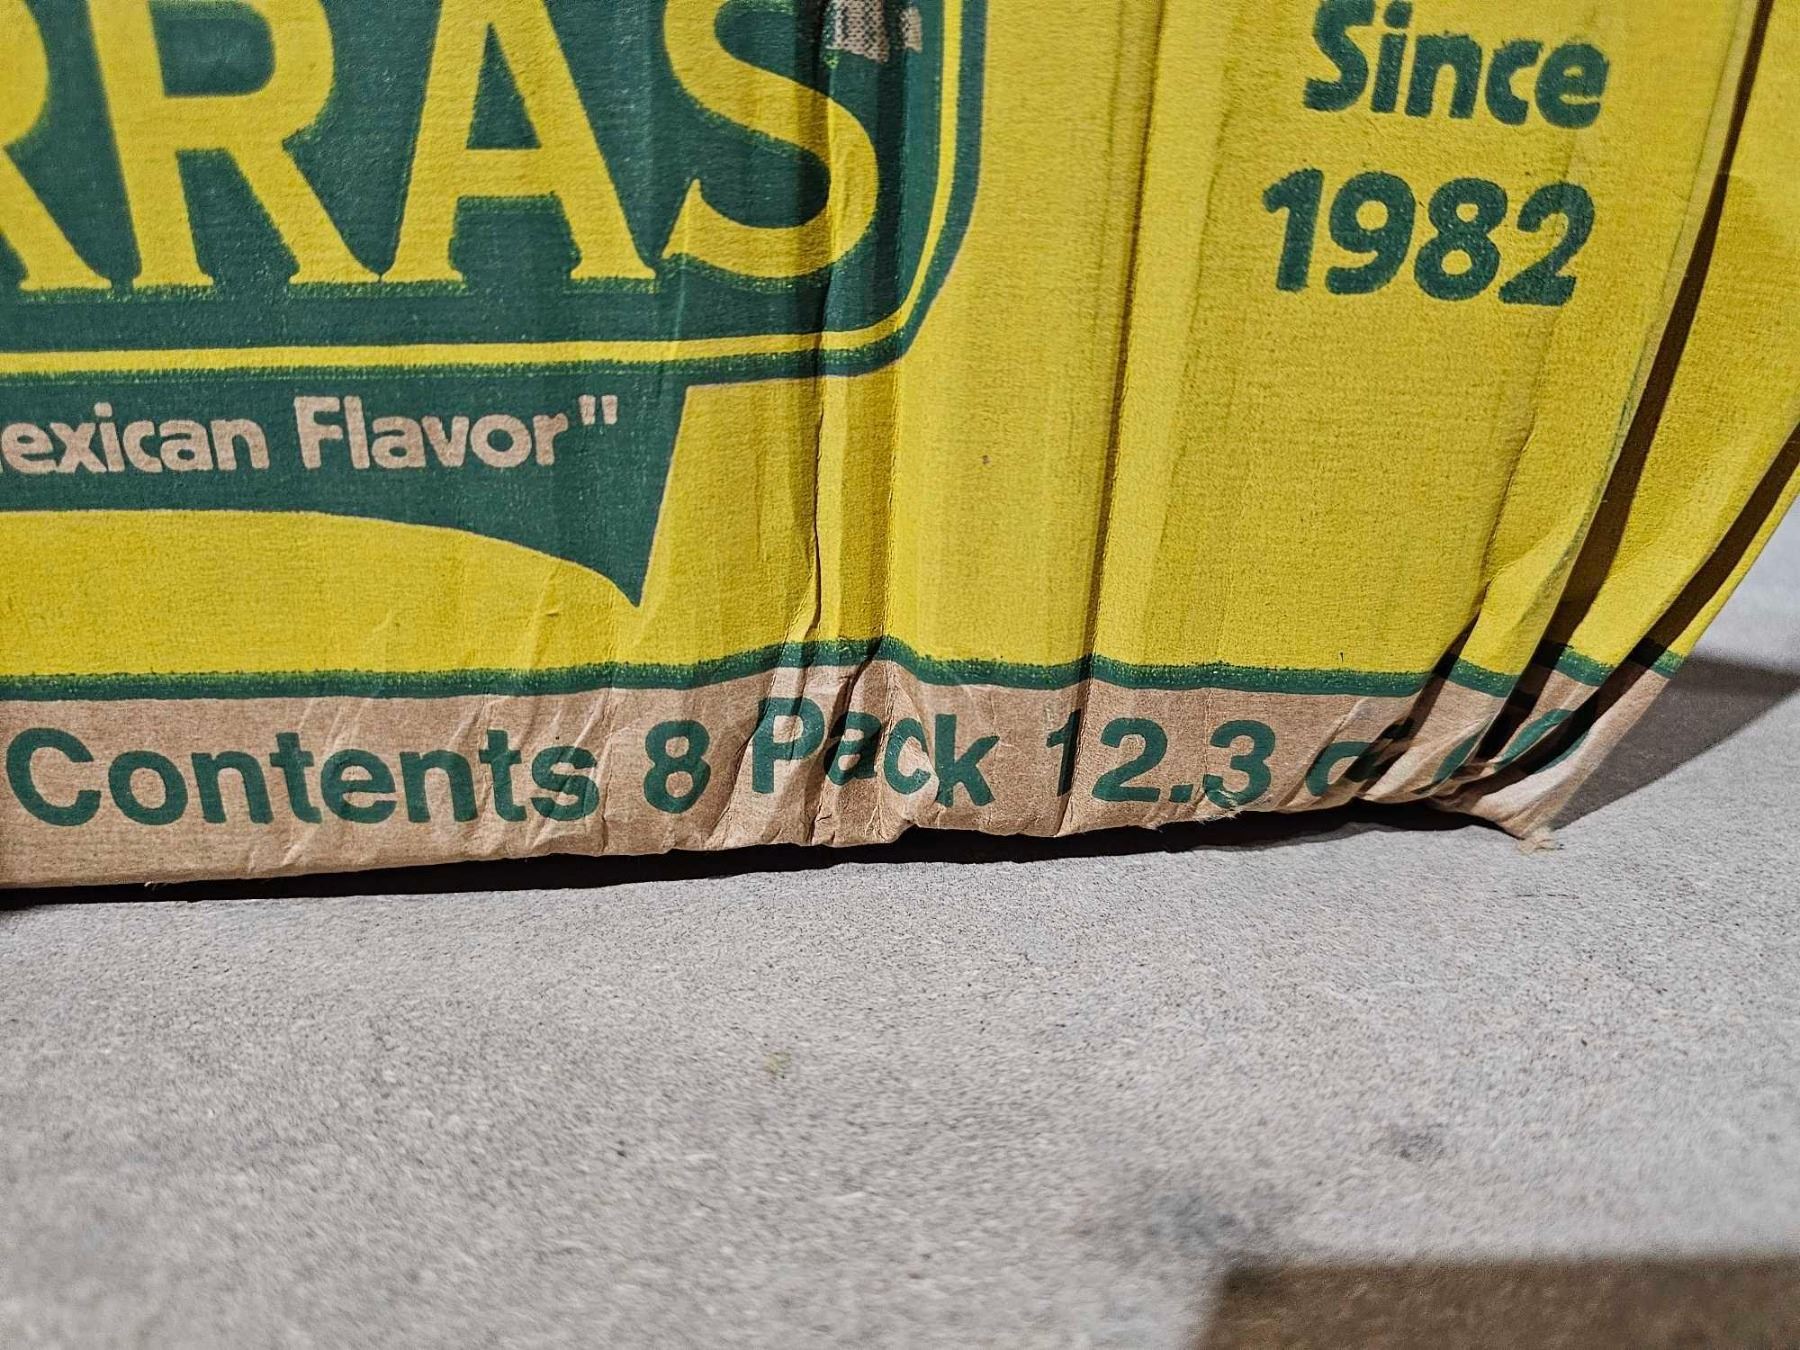 RRAS
Since
1982
exican Flavor"
Contents 8 Pack 12.3